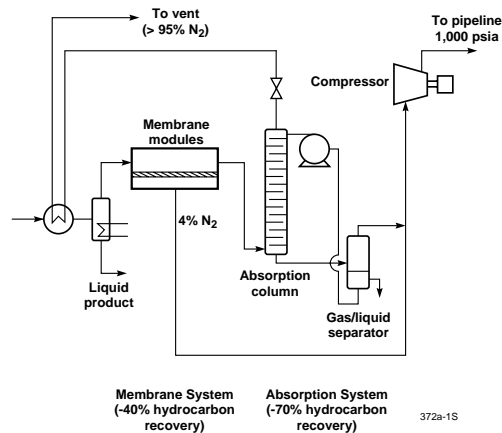 To vent
(> 95% N2)
To pipeline
1,000 psia
Compressor
Membrane
modules
4% N2
Liquid
product
Absorption
column
Gas/liquid
separator
Membrane System
(-40% hydrocarbon
recovery)
Absorption System
(-70% hydrocarbon
recovery)
372a-1S